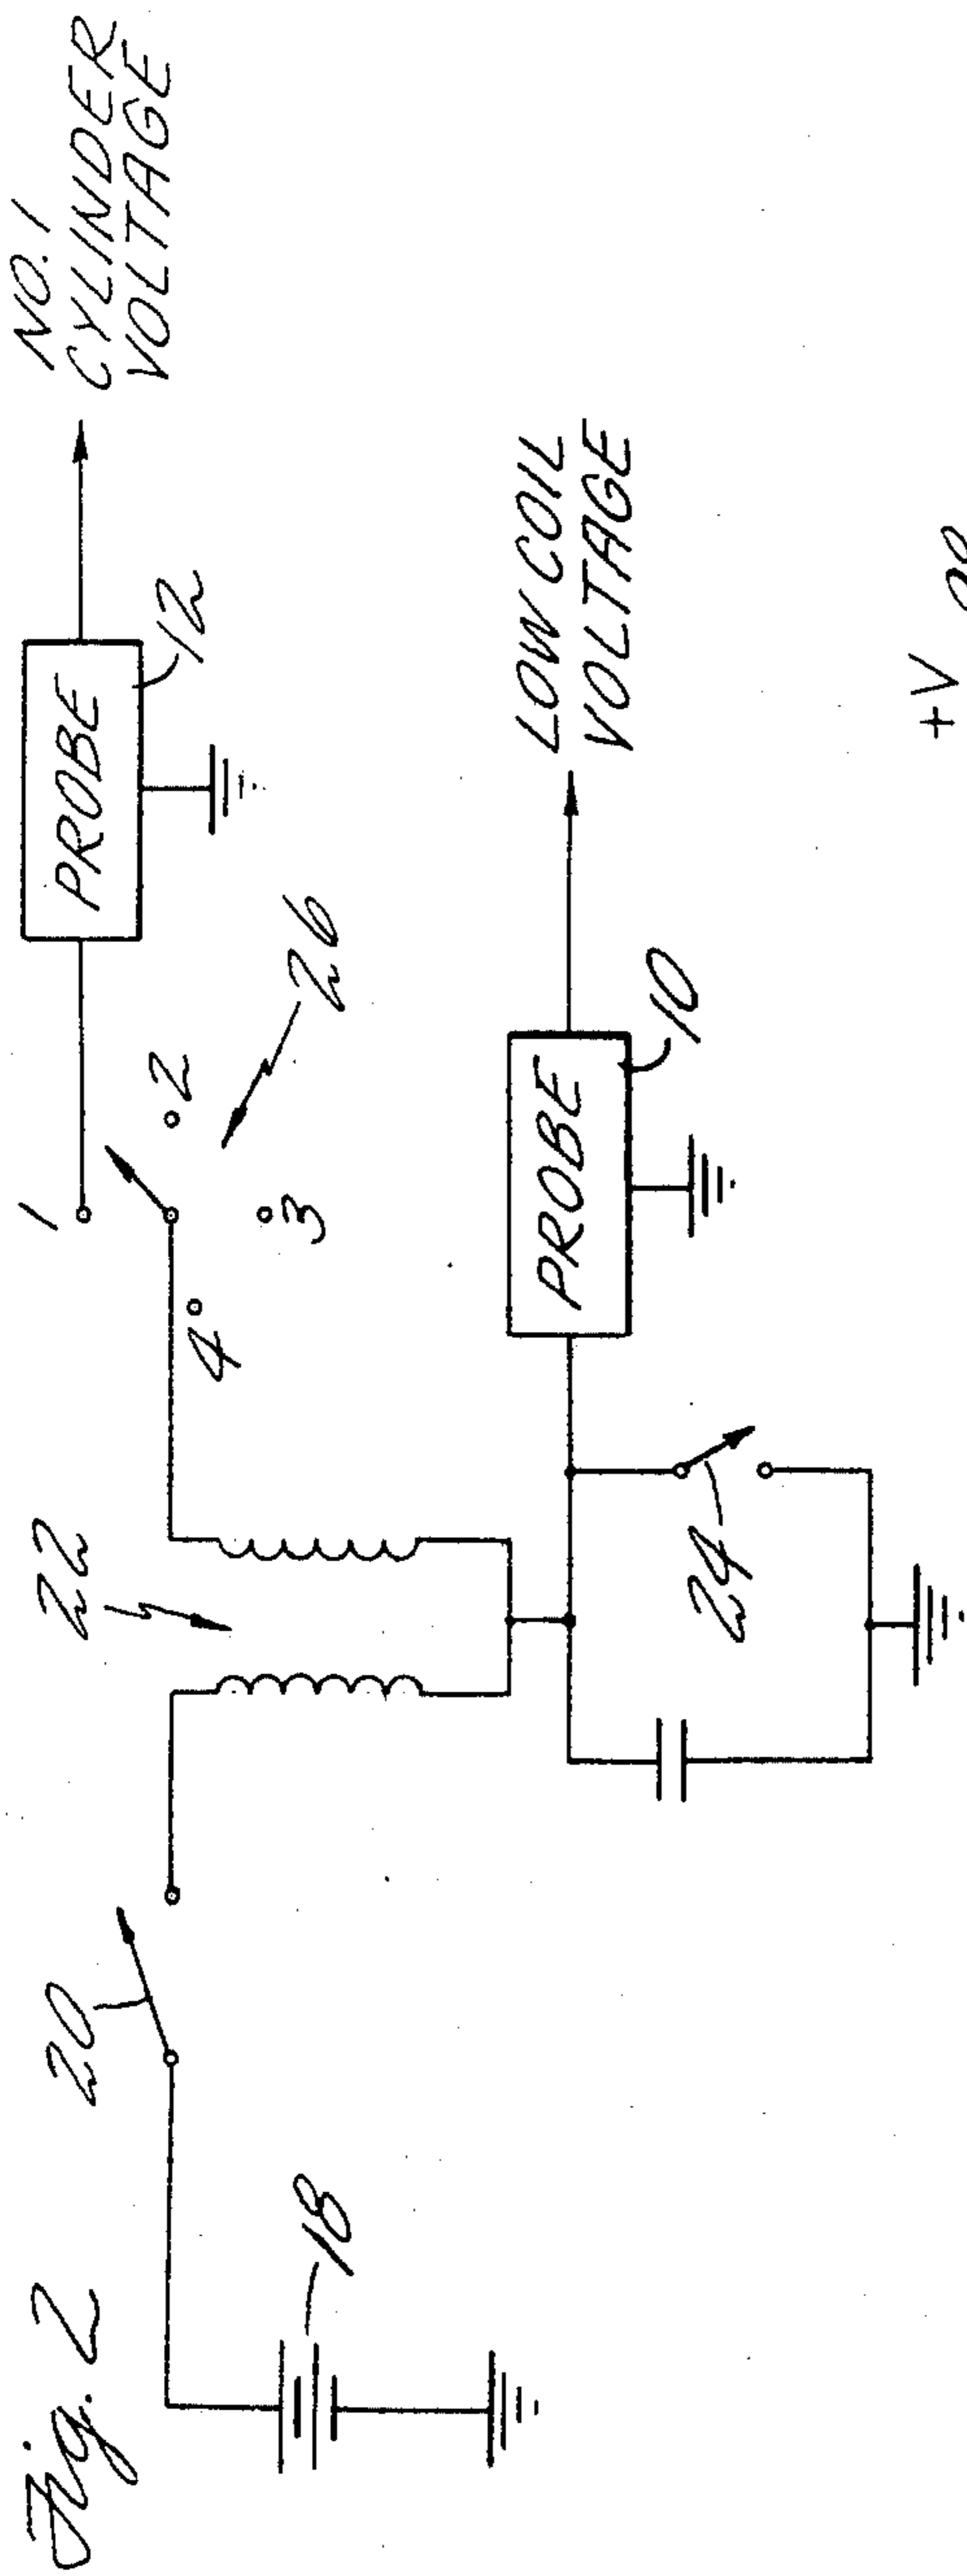 Fig. 2
20
22
18
NO. 1
CYLINDER
VOLTAGE
PROBE
12
1
2
3
4
26
LOW COIL
VOLTAGE
PROBE
10
24
+V